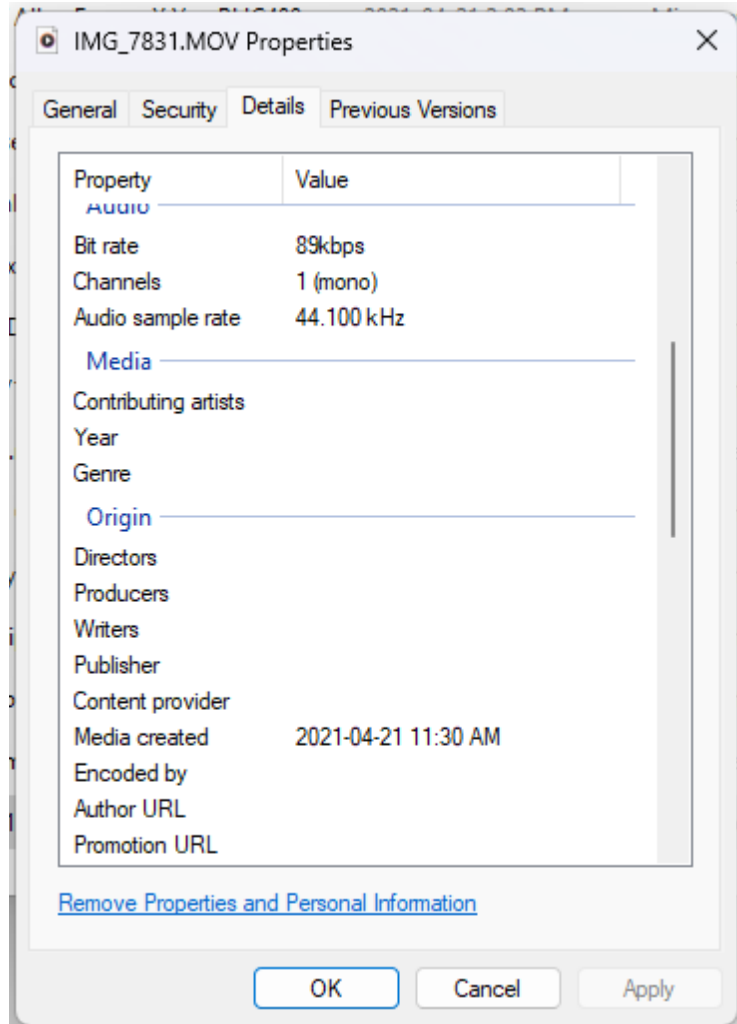 IMG_7831.MOV Properties
General Security Details Previous Versions
Property Value
Audio
Bit rate 89kbps
Channels 1 (mono)
Audio sample rate 44.100 kHz
Media
Contributing artists
Year
Genre
Origin
Directors
Producers
Writers
Publisher
Content provider
Media created 2021-04-21 11:30 AM
Encoded by
Author URL
Promotion URL
Remove Properties and Personal Information
OK Cancel Apply